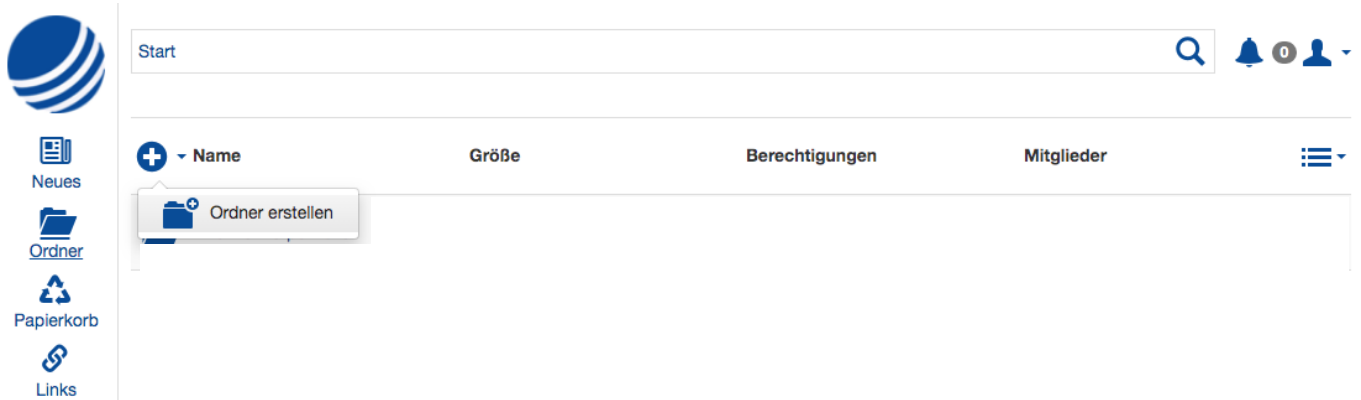 Start
0
Neues
Name Größe Berechtigungen Mitglieder
Ordner erstellen
Ordner
Papierkorb
Links